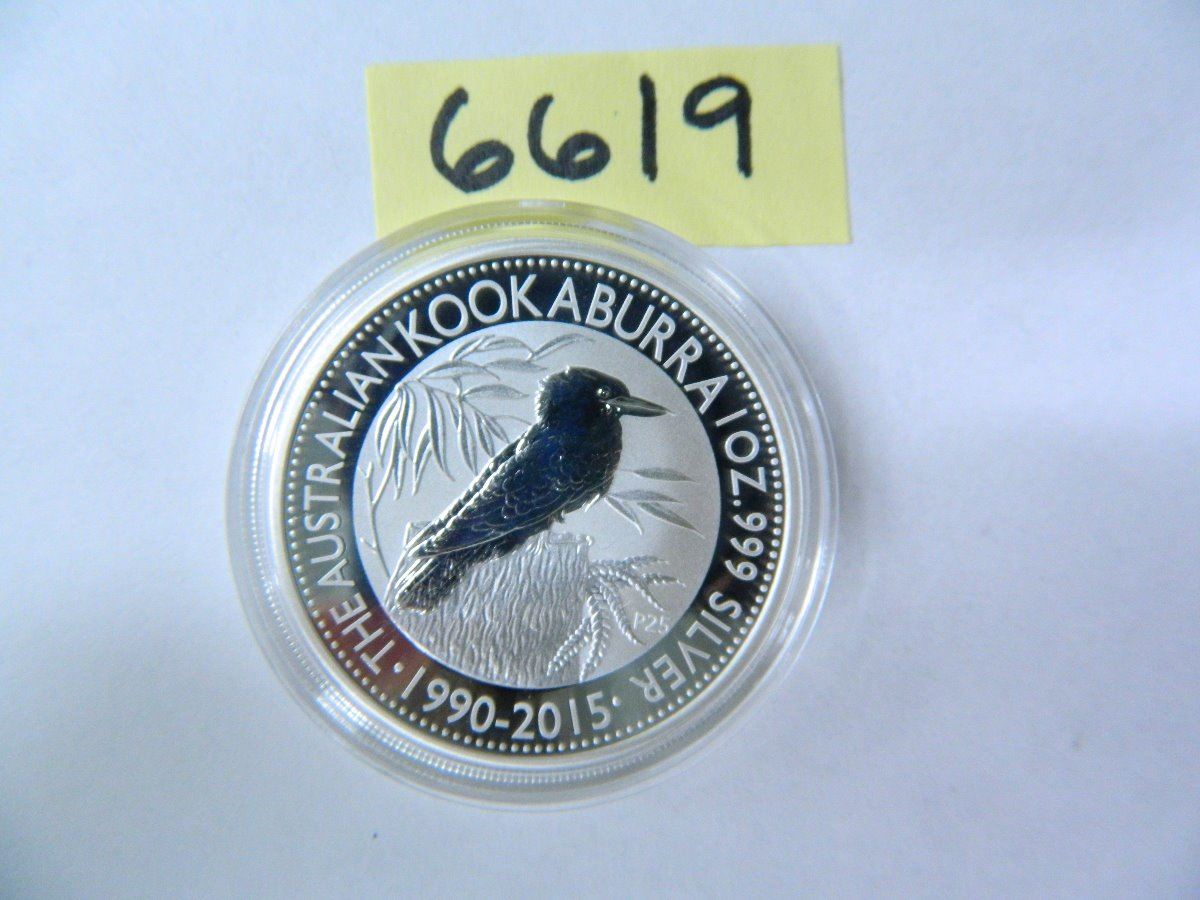 6619
· THE AUSTRALIAN KOOKABURRA 1 OZ. 999 SILVER ·
1990-2015
P25